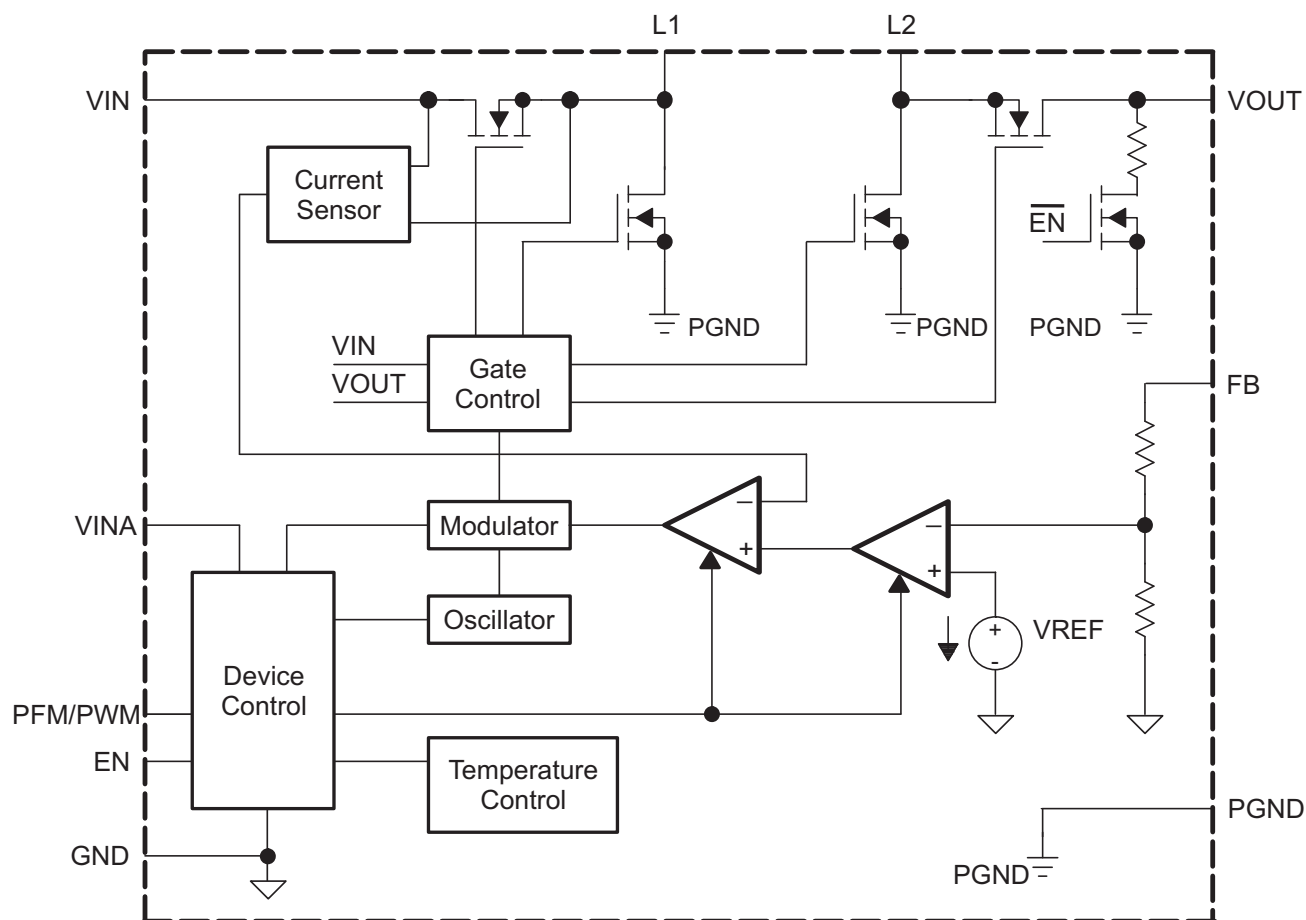 L1
L2
VIN
VOUT
Current
Sensor
EN
PGND
PGND
PGND
VIN
VOUT
Gate
Control
FB
VINA
Modulator
–
+
–
+
Oscillator
+
-
VREF
Device
Control
PFM/PWM
EN
Temperature
Control
PGND
GND
PGND